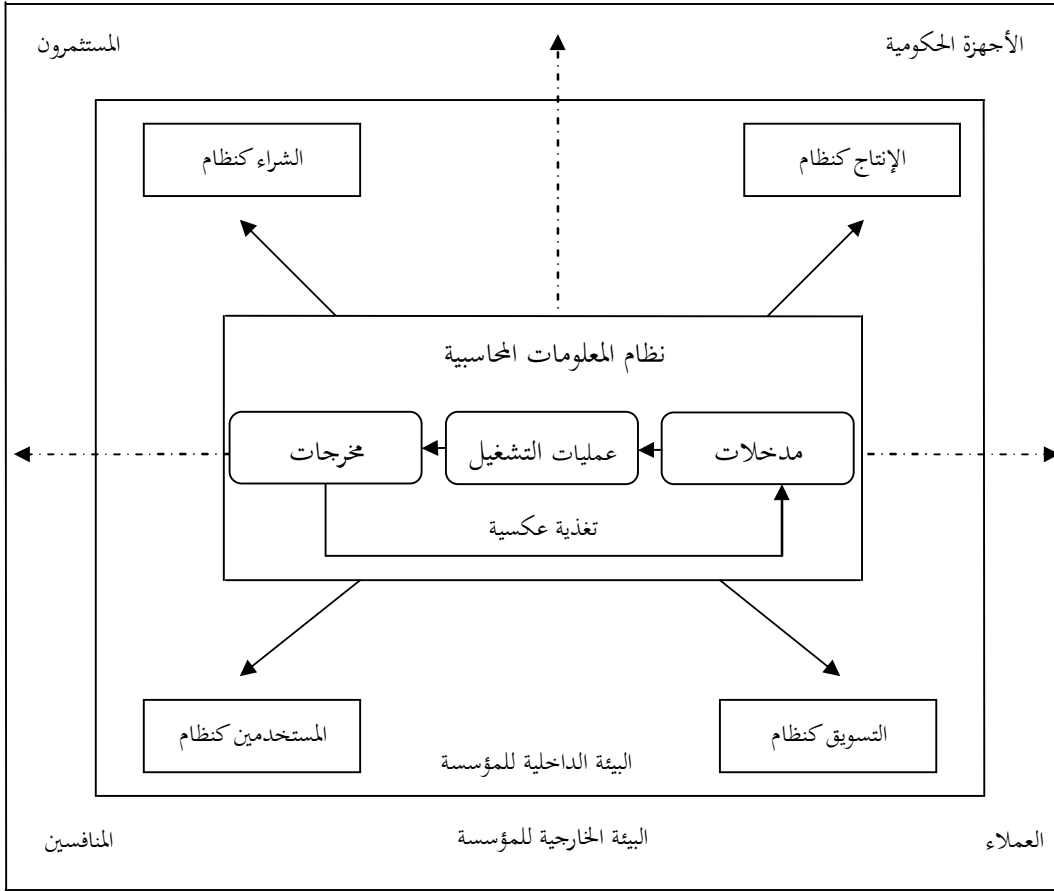 الأجهزة الحكومية
المستثمرون
الإنتاج كنظام
الشراء كنظام
نظام المعلومات المحاسبية
مدخلات
عمليات التشغيل
مخرجات
تغذية عكسية
التسويق كنظام
المستخدمين كنظام
البيئة الداخلية للمؤسسة
العملاء
البيئة الخارجية للمؤسسة
المنافسين